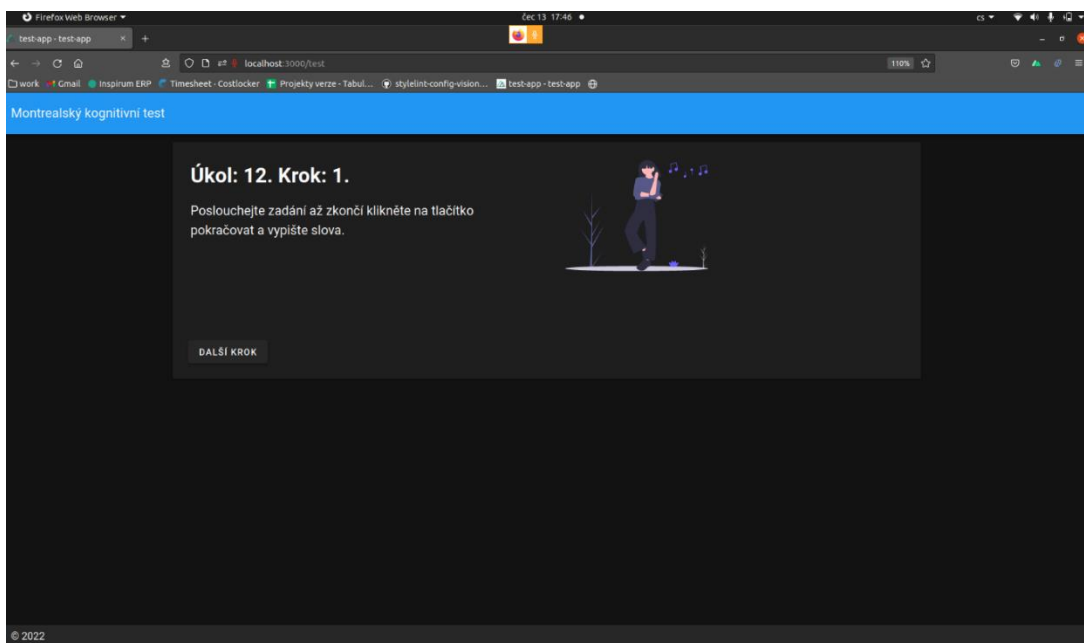 Firefox Web Browser
čec 13 17:46
cs
test-app - test-app
localhost:3000/test
110%
work
Gmail
Inspirum ERP
Timesheet - Costlocker
Projekty verze - Tabul...
stylelint-config-vision...
test-app - test-app
Montrealský kognitivní test
Úkol: 12. Krok: 1.
Poslouchejte zadání až zkončí klikněte na tlačítko
pokračovat a vypište slova.
DALŠÍ KROK
© 2022